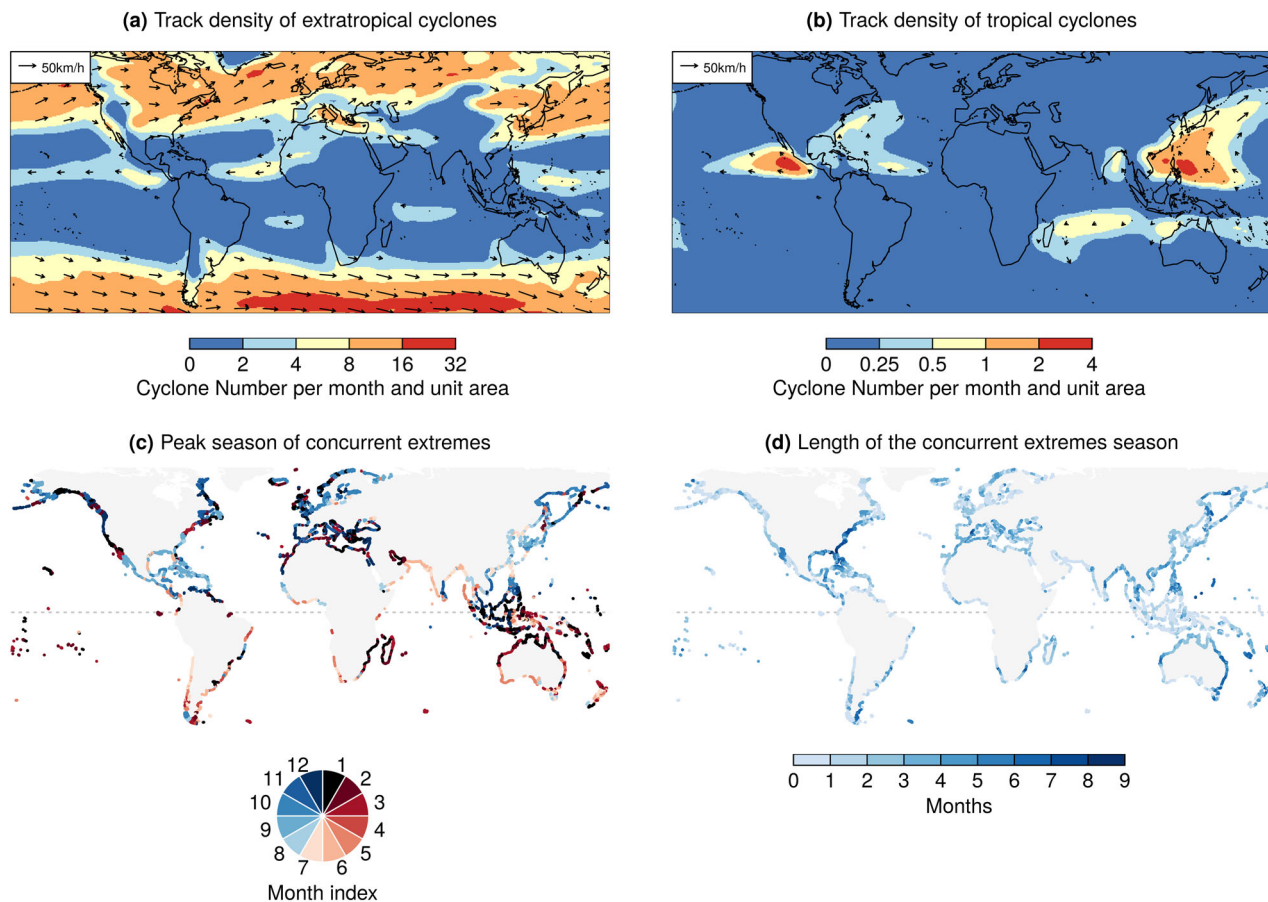 (a) Track density of extratropical cyclones
50km/h
0 2 4 8 16 32
Cyclone Number per month and unit area
(b) Track density of tropical cyclones
50km/h
0 0.25 0.5 1 2 4
Cyclone Number per month and unit area
(c) Peak season of concurrent extremes
12 1
11 2
10 3
9 4
8 5
7 6
Month index
(d) Length of the concurrent extremes season
0 1 2 3 4 5 6 7 8 9
Months